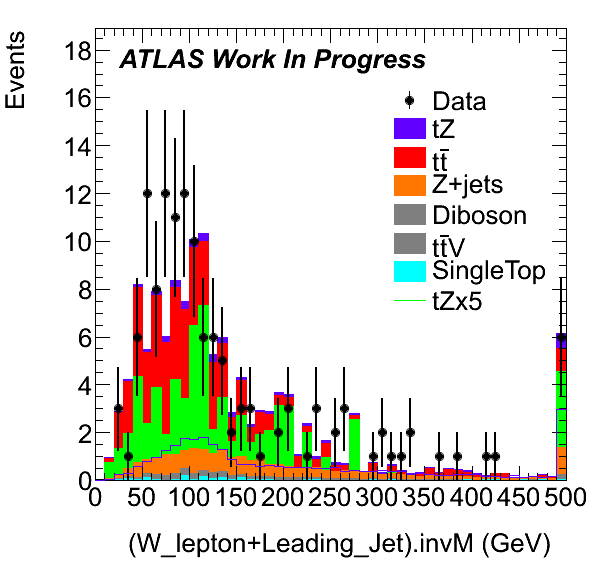 Events
ATLAS Work In Progress
Data
tZ
tt̄
Z+jets
Diboson
tt̄V
SingleTop
tZx5
18
16
14
12
10
8
6
4
2
0
0 50 100 150 200 250 300 350 400 450 500
(W_lepton+Leading_Jet).invM (GeV)